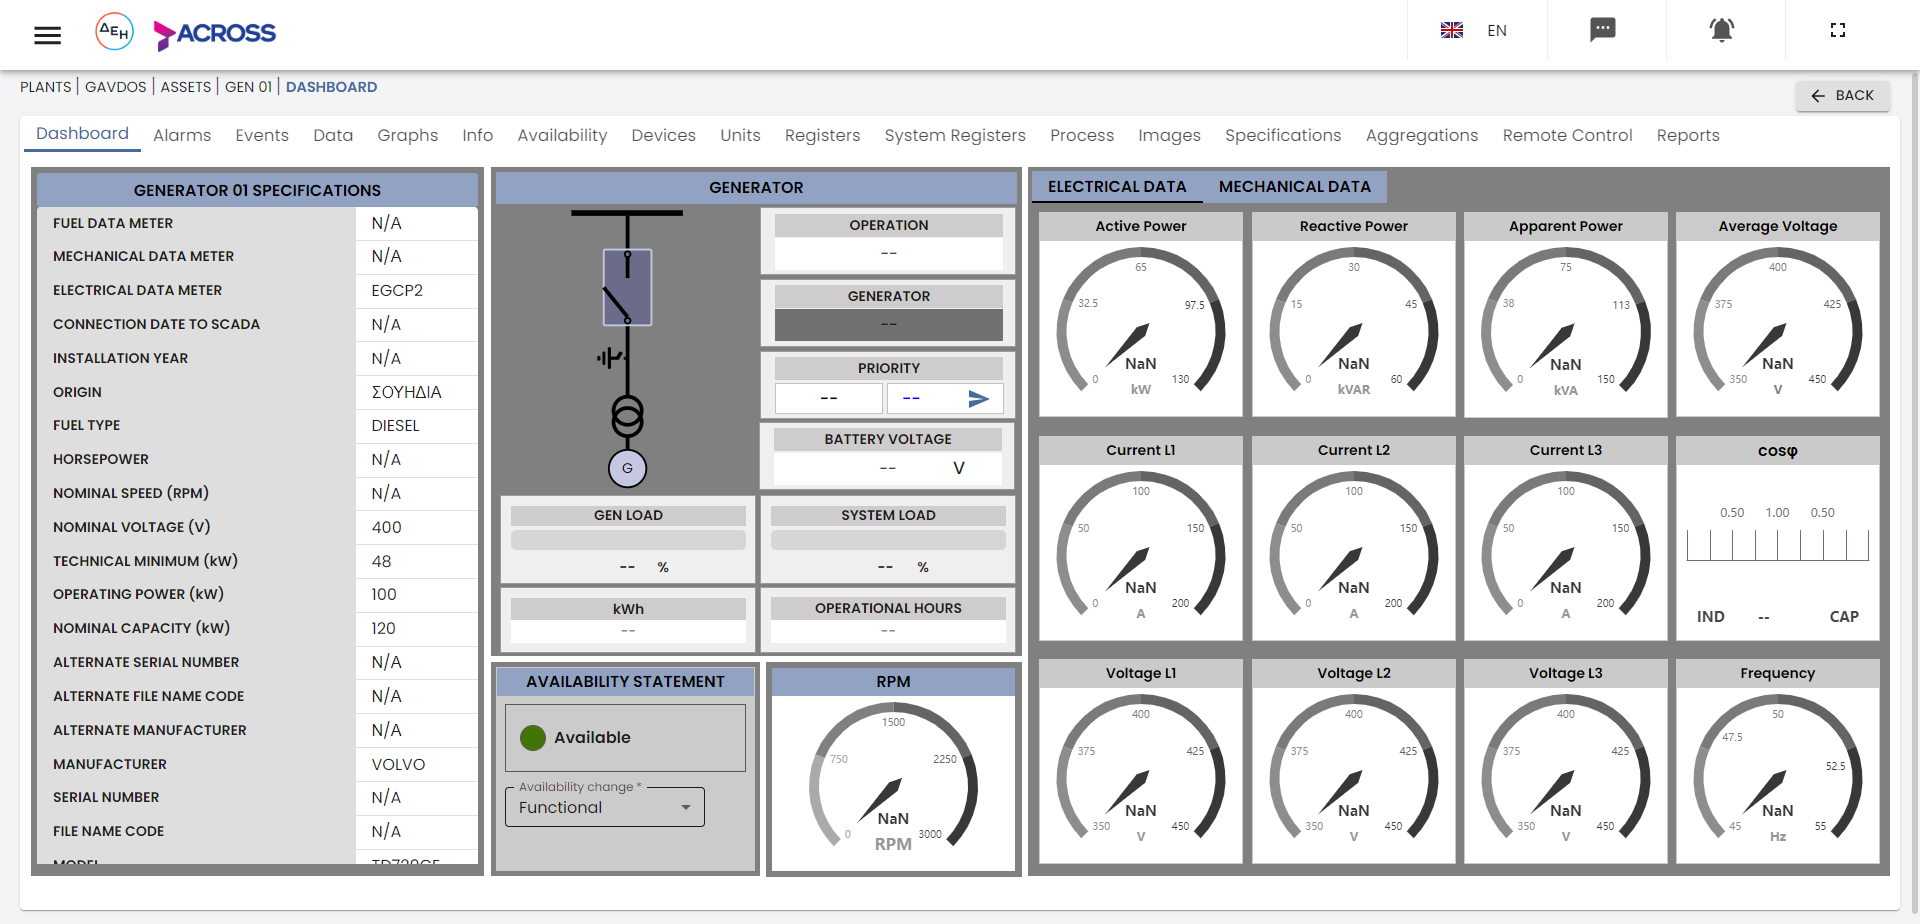 ΔΕΗ
ACROSS
EN
PLANTS | GAVDOS | ASSETS | GEN 01 | DASHBOARD
BACK
Dashboard Alarms Events Data Graphs Info Availability Devices Units Registers System Registers Process Images Specifications Aggregations Remote Control Reports
GENERATOR 01 SPECIFICATIONS
FUEL DATA METER N/A
MECHANICAL DATA METER N/A
ELECTRICAL DATA METER EGCP2
CONNECTION DATE TO SCADA N/A
INSTALLATION YEAR N/A
ORIGIN ΣΟΥΗΔΙΑ
FUEL TYPE DIESEL
HORSEPOWER N/A
NOMINAL SPEED (RPM) N/A
NOMINAL VOLTAGE (V) 400
TECHNICAL MINIMUM (kW) 48
OPERATING POWER (kW) 100
NOMINAL CAPACITY (kW) 120
ALTERNATE SERIAL NUMBER N/A
ALTERNATE FILE NAME CODE N/A
ALTERNATE MANUFACTURER N/A
MANUFACTURER VOLVO
SERIAL NUMBER N/A
FILE NAME CODE N/A
GENERATOR
G
OPERATION
--
GENERATOR
--
PRIORITY
-- --
BATTERY VOLTAGE
-- V
GEN LOAD
-- %
SYSTEM LOAD
-- %
kWh
--
OPERATIONAL HOURS
--
AVAILABILITY STATEMENT
Available
Availability change *
Functional
RPM
1500
750 2250
NaN
0 3000
RPM
ELECTRICAL DATA MECHANICAL DATA
Active Power
65
32.5 97.5
NaN
0 130
kW
Reactive Power
30
15 45
NaN
0 60
kVAR
Apparent Power
75
38 113
NaN
0 150
kVA
Average Voltage
400
375 425
NaN
350 450
V
Current L1
100
50 150
NaN
0 200
A
Current L2
100
50 150
NaN
0 200
A
Current L3
100
50 150
NaN
0 200
A
cosφ
0.50 1.00 0.50
IND -- CAP
Voltage L1
400
375 425
NaN
350 450
V
Voltage L2
400
375 425
NaN
350 450
V
Voltage L3
400
375 425
NaN
350 450
V
Frequency
50
47.5 52.5
NaN
45 55
Hz